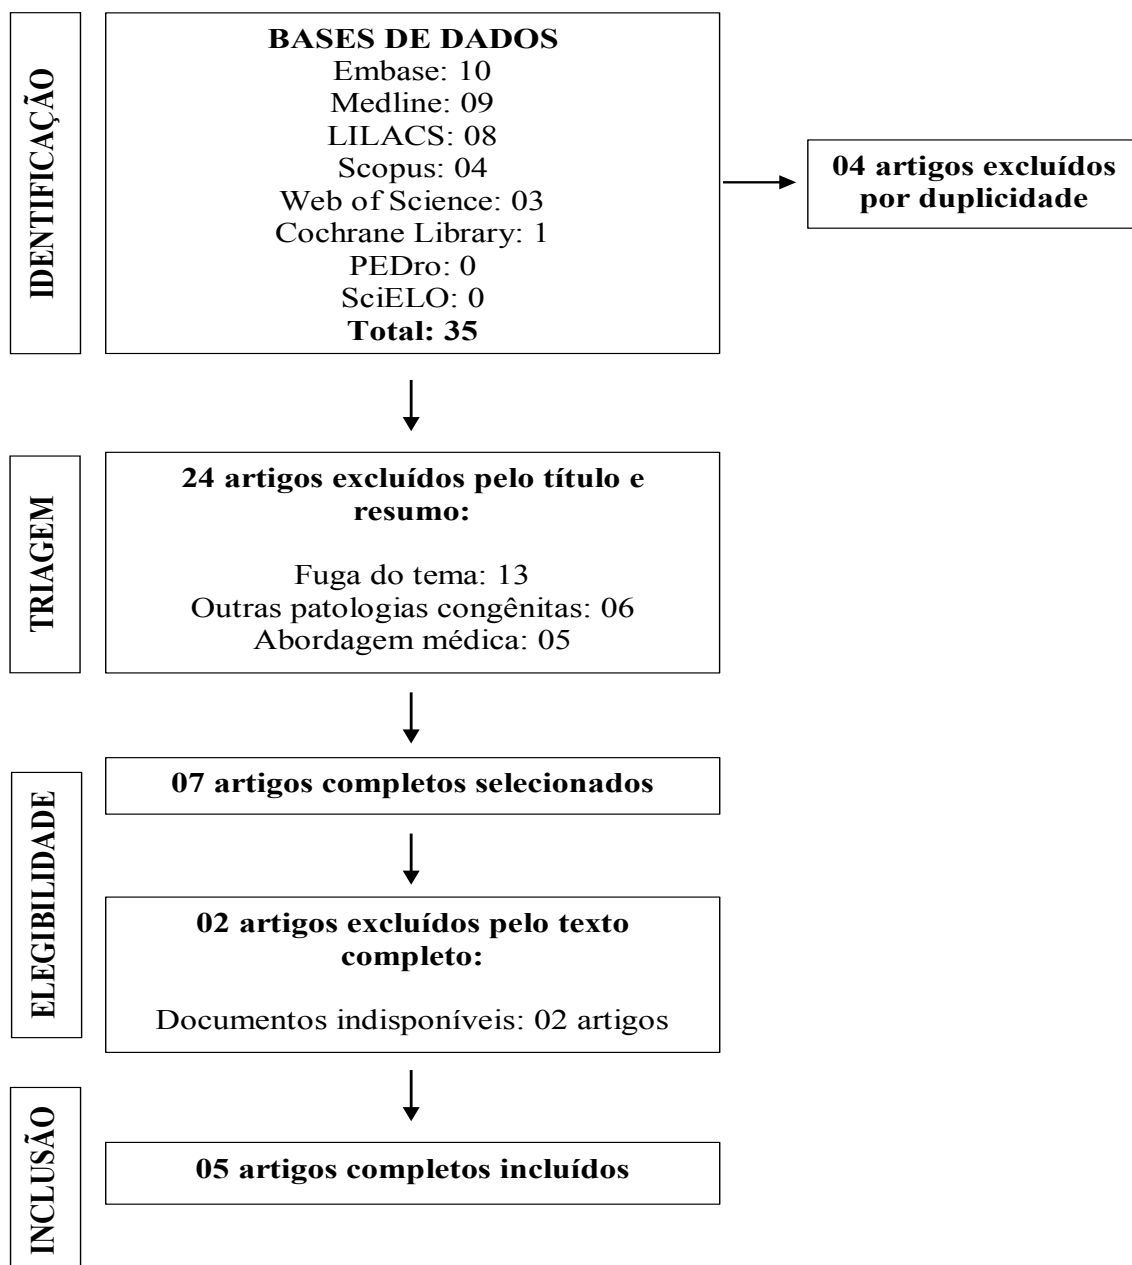 IDENTIFICAÇÃO
BASES DE DADOS
Embase: 10
Medline: 09
LILACS: 08
Scopus: 04
Web of Science: 03
Cochrane Library: 1
PEDro: 0
SciELO: 0
Total: 35
04 artigos excluídos
por duplicidade
TRIAGEM
24 artigos excluídos pelo título e
resumo:
Fuga do tema: 13
Outras patologias congênitas: 06
Abordagem médica: 05
ELEGIBILIDADE
07 artigos completos selecionados
02 artigos excluídos pelo texto
completo:
Documentos indisponíveis: 02 artigos
INCLUSÃO
05 artigos completos incluídos